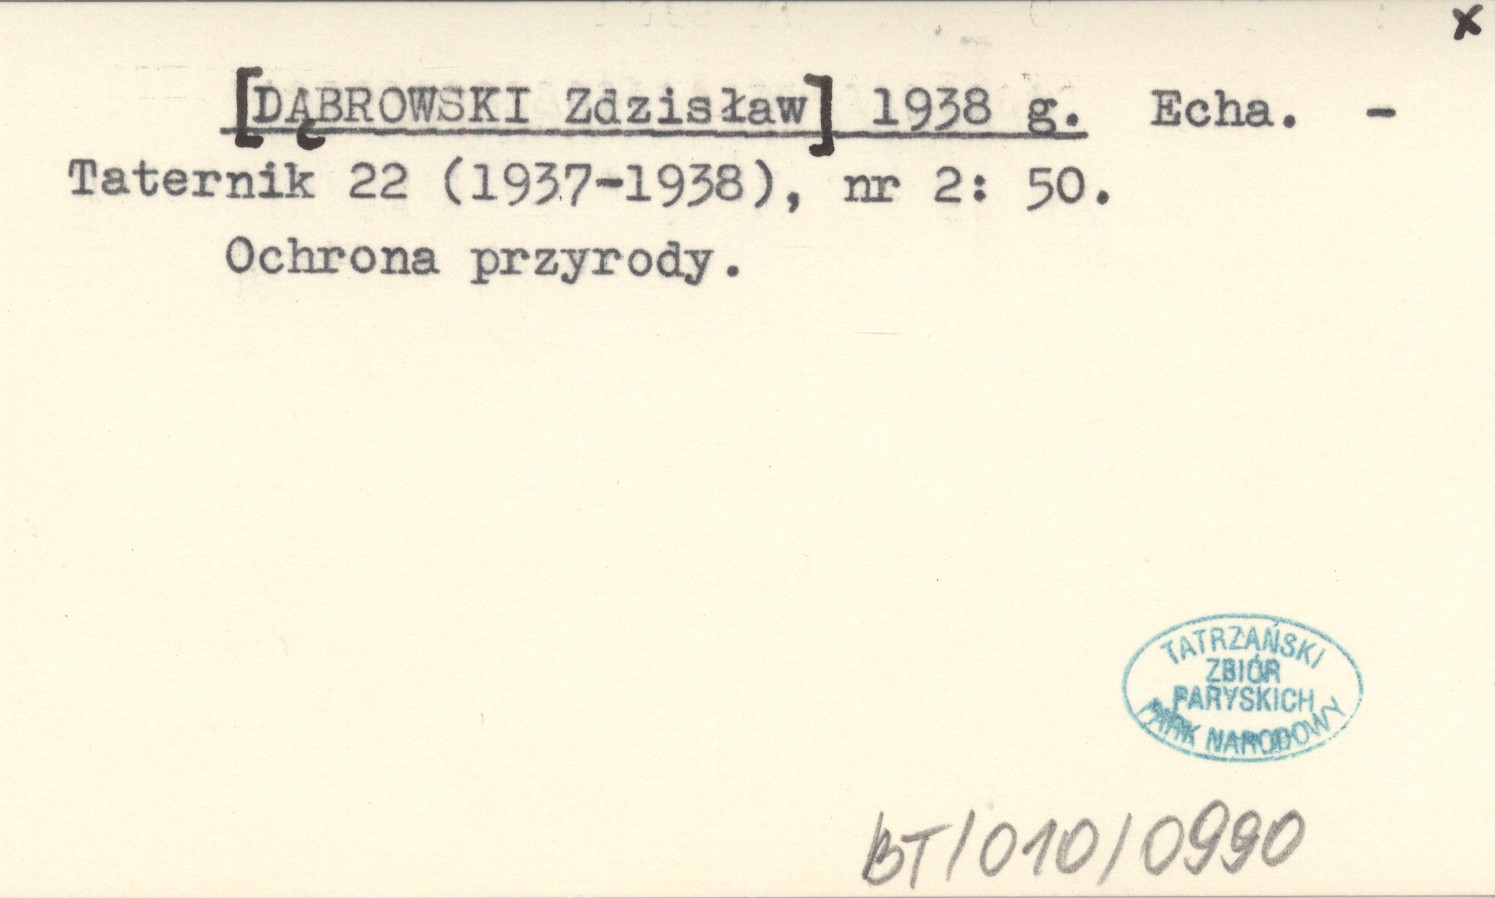 x
[DĄBROWSKI Zdzisław] 1938 g. Echa. -
Taternik 22 (1937-1938), nr 2: 50.
Ochrona przyrody.
TATRZAŃSKI
ZBIÓR
PARYSKICH
PARK NARODOWY
BT/010/0990